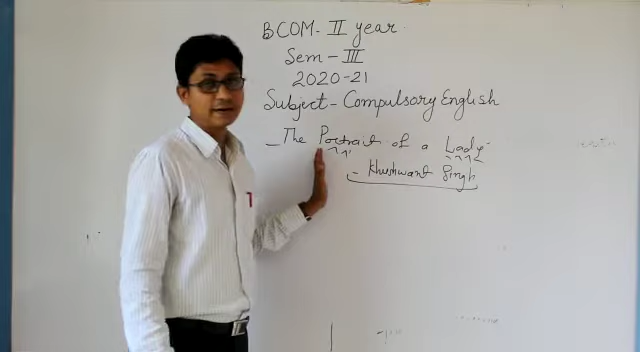 BCOM - II year.
Sem - III
2020-21
Subject - Compulsory English
- The Portrait of a Lady -
- Khushwant Singh